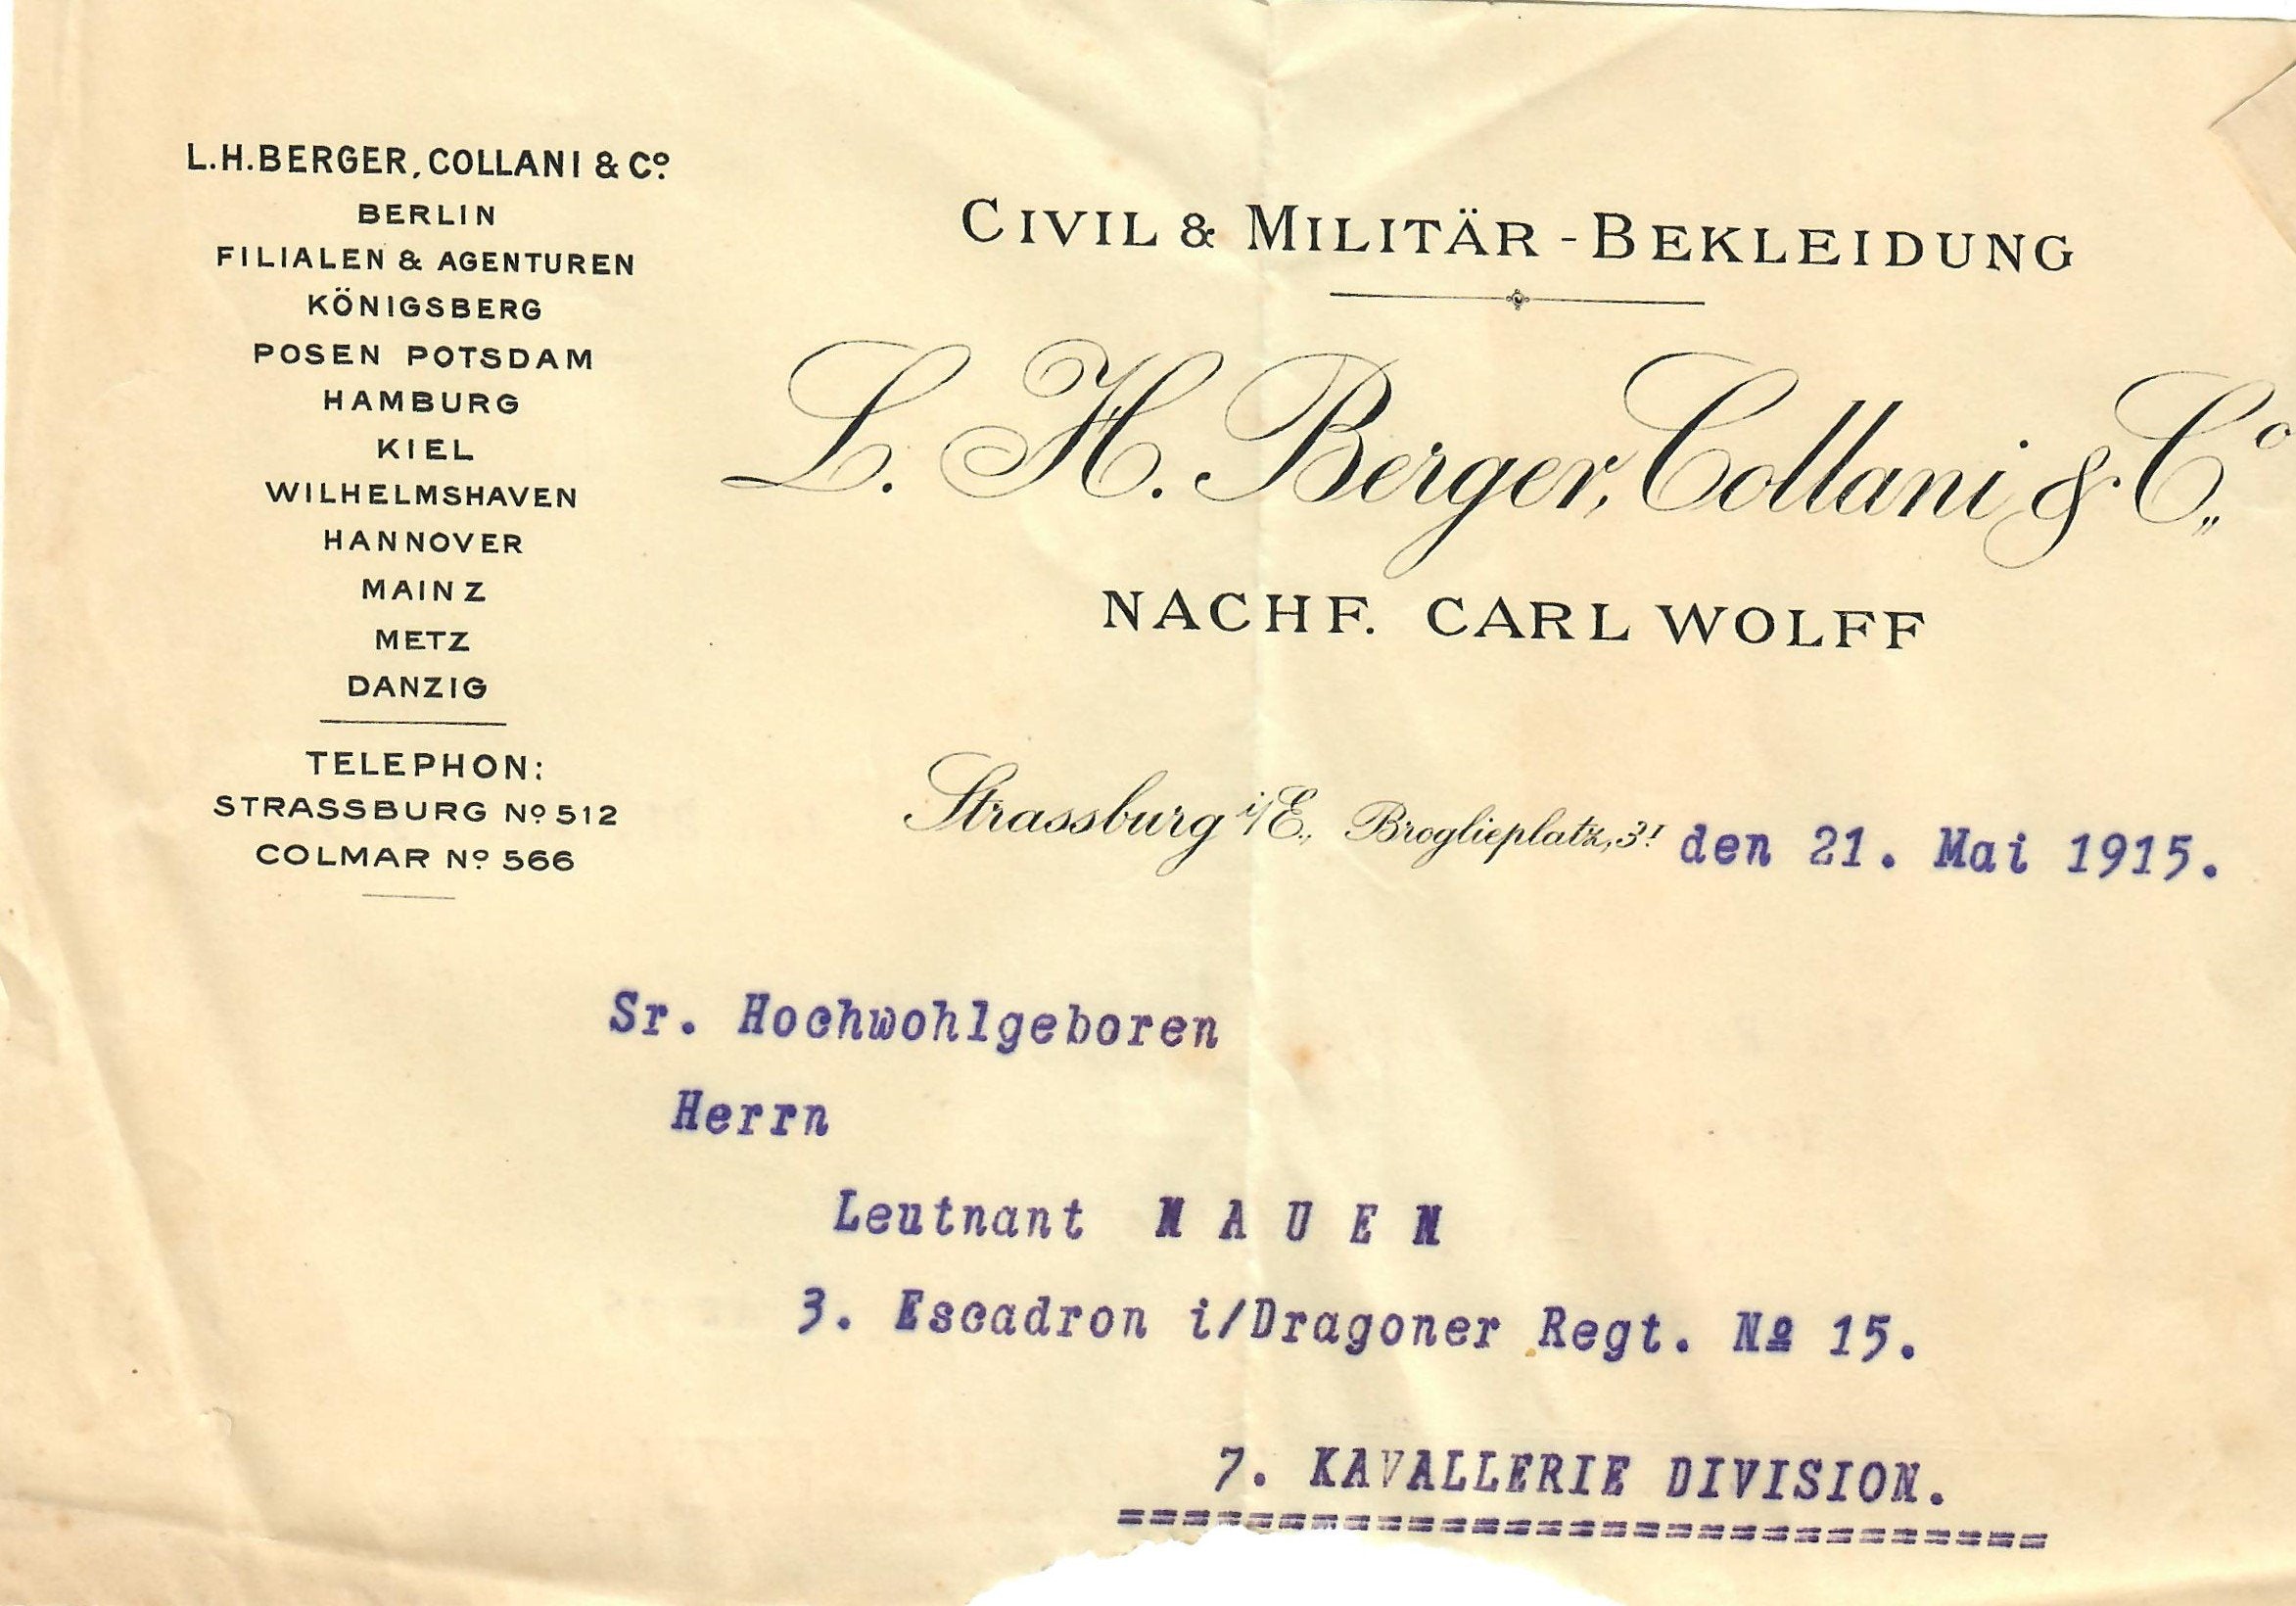 L.H.BERGER, COLLANI & Cº
BERLIN
FILIALEN & AGENTUREN
KÖNIGSBERG
POSEN POTSDAM
HAMBURG
KIEL
WILHELMSHAVEN
HANNOVER
MAINZ
METZ
DANZIG
TELEPHON:
STRASSBURG Nº 512
COLMAR Nº 566
CIVIL & MILITÄR-BEKLEIDUNG
L. H. Berger, Collani & Cº,,
NACHF. CARL WOLFF
Strassburg i/E., Broglieplatz, 3I den 21. Mai 1915.
Sr. Hochwohlgeboren
Herrn
Leutnant N A U E N
3. Escadron i/Dragoner Regt. Nº 15.
7. KAVALLERIE DIVISION.
=============================